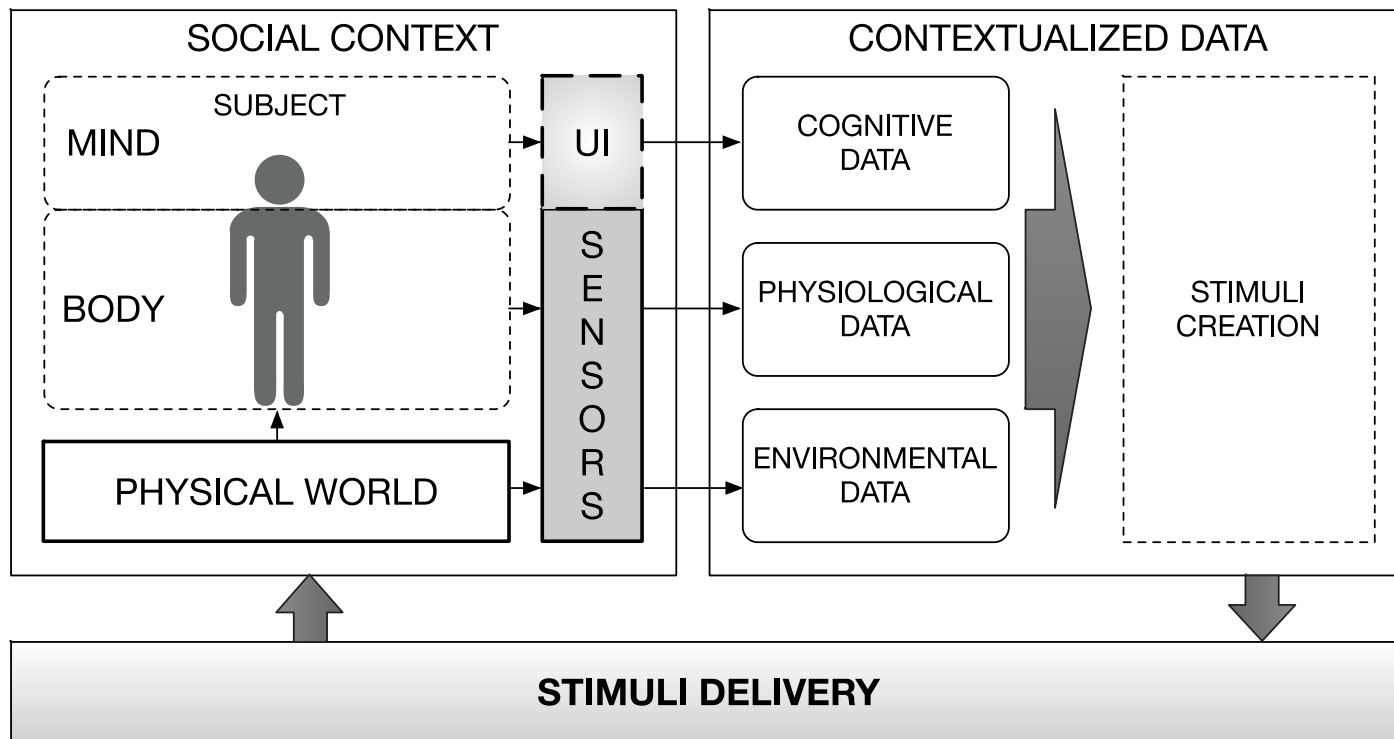 SOCIAL CONTEXT
SUBJECT
MIND
BODY
PHYSICAL WORLD
UI
SENSORS
CONTEXTUALIZED DATA
COGNITIVE
DATA
PHYSIOLOGICAL
DATA
ENVIRONMENTAL
DATA
STIMULI
CREATION
STIMULI DELIVERY